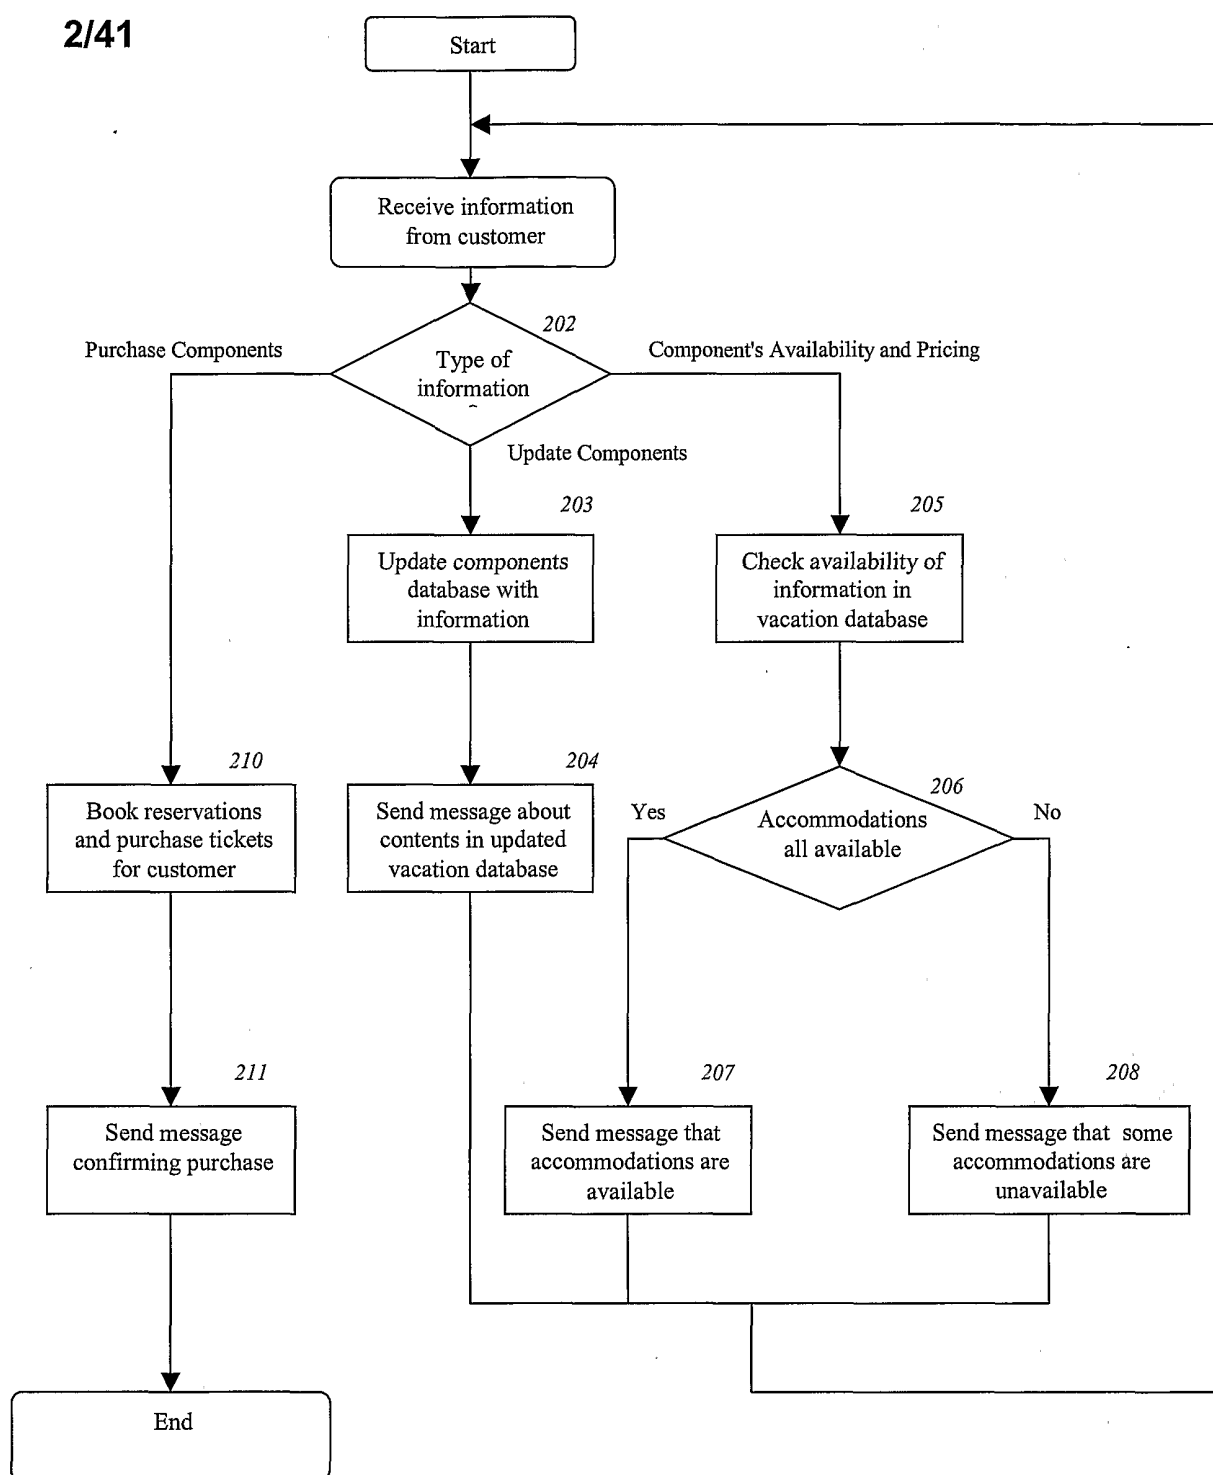 2/41
Start
Receive information
from customer
202
Type of
information
Purchase Components
Component's Availability and Pricing
Update Components
203
Update components
database with
information
205
Check availability of
information in
vacation database
210
Book reservations
and purchase tickets
for customer
204
Send message about
contents in updated
vacation database
206
Accommodations
all available
Yes
No
211
Send message
confirming purchase
207
Send message that
accommodations are
available
208
Send message that some
accommodations are
unavailable
End